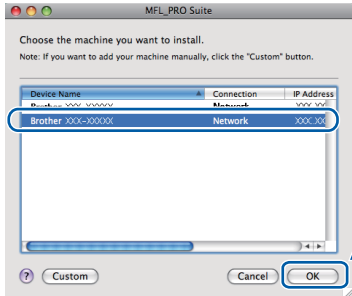 MFL_PRO Suite
Choose the machine you want to install.
Note: If you want to add your machine manually, click the "Custom" button.
Device Name Connection IP Address
Brother XXX-XXXXX Network XXX.XX
Brother XXX-XXXXX Network XXX.XX
? Custom Cancel OK